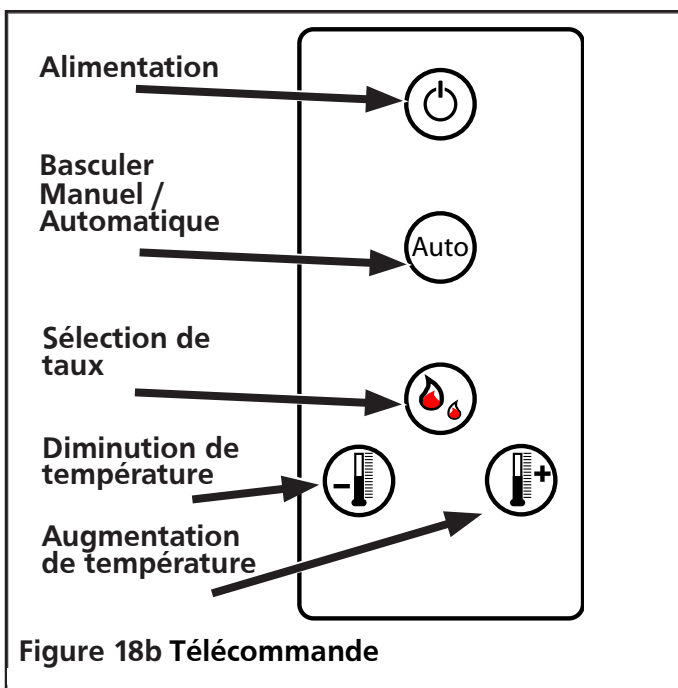 Alimentation
Basculer
Manuel /
Automatique
Auto
Sélection de
taux
Diminution de
température
–
+
Augmentation
de température
Figure 18b Télécommande